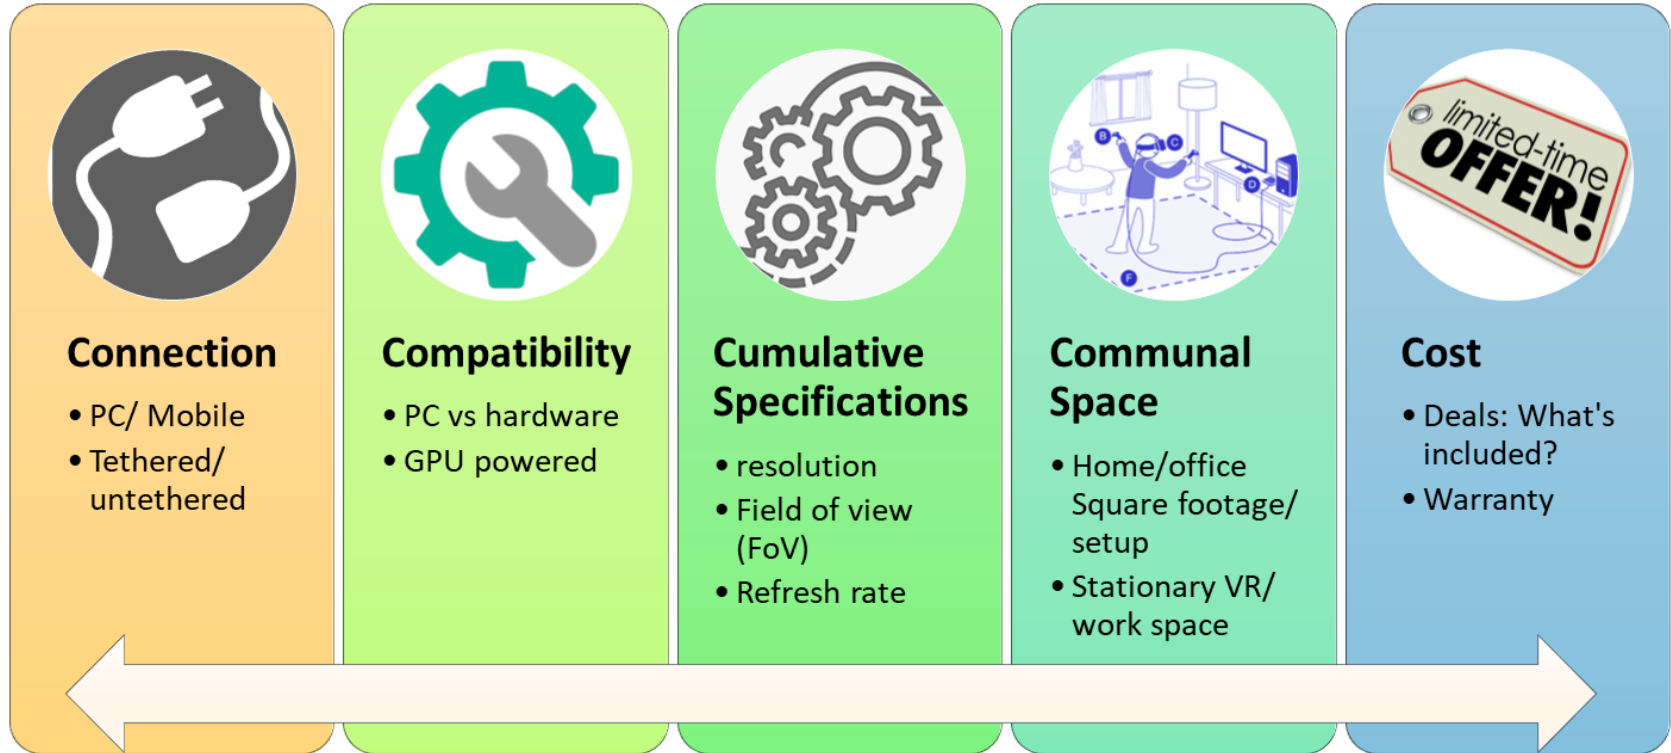 Connection
• PC/ Mobile
• Tethered/
untethered
Compatibility
• PC vs hardware
• GPU powered
Cumulative
Specifications
• resolution
• Field of view
(FoV)
• Refresh rate
B
C
D
F
Communal
Space
• Home/office
Square footage/
setup
• Stationary VR/
work space
limited-time
OFFER!
Cost
• Deals: What's
included?
• Warranty